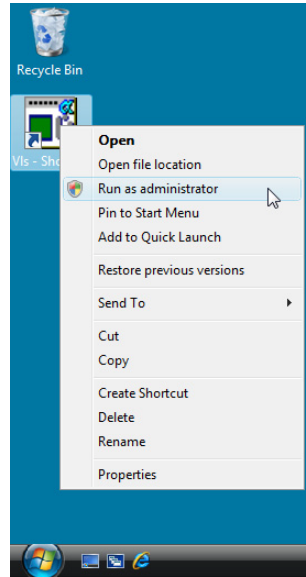 Recycle Bin
Vls - Sho
Open
Open file location
Run as administrator
Pin to Start Menu
Add to Quick Launch
Restore previous versions
Send To
Cut
Copy
Create Shortcut
Delete
Rename
Properties